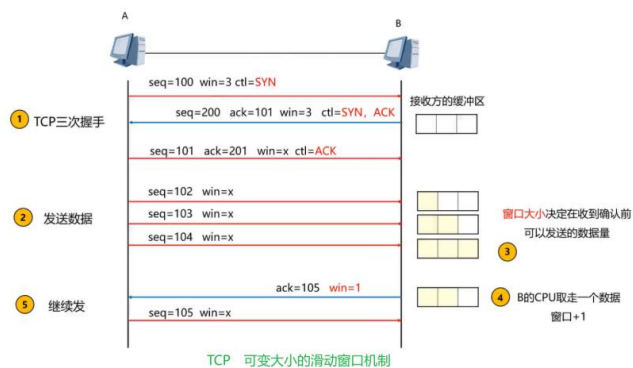 A
B
seq=100 win=3 ctl=SYN
接收方的缓冲区
seq=200 ack=101 win=3 ctl=SYN, ACK
1 TCP三次握手
seq=101 ack=201 win=x ctl=ACK
seq=102 win=x
2 发送数据
seq=103 win=x
窗口大小决定在收到确认前
可以发送的数据量
seq=104 win=x
3
ack=105 win=1
4 B的CPU取走一个数据
窗口+1
5 继续发
seq=105 win=x
TCP 可变大小的滑动窗口机制